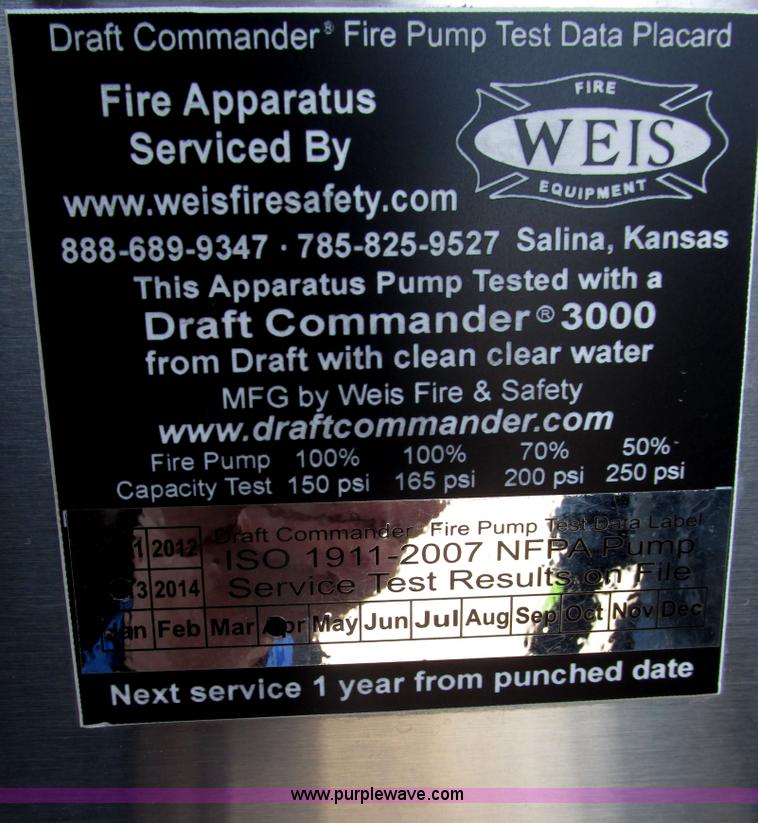 Draft Commander® Fire Pump Test Data Placard
Fire Apparatus
Serviced By
FIRE
WEIS
EQUIPMENT
www.weisfiresafety.com
888-689-9347 · 785-825-9527 Salina, Kansas
This Apparatus Pump Tested with a
Draft Commander® 3000
from Draft with clean clear water
MFG by Weis Fire & Safety
www.draftcommander.com
Fire Pump 100% 100% 70% 50%
Capacity Test 150 psi 165 psi 200 psi 250 psi
Draft Commander Fire Pump Test Data Label
2012 ISO 1911-2007 NFPA Pump
2014 Service Test Results on File
Jan Feb Mar Apr May Jun Jul Aug Sep Oct Nov Dec
Next service 1 year from punched date
www.purplewave.com